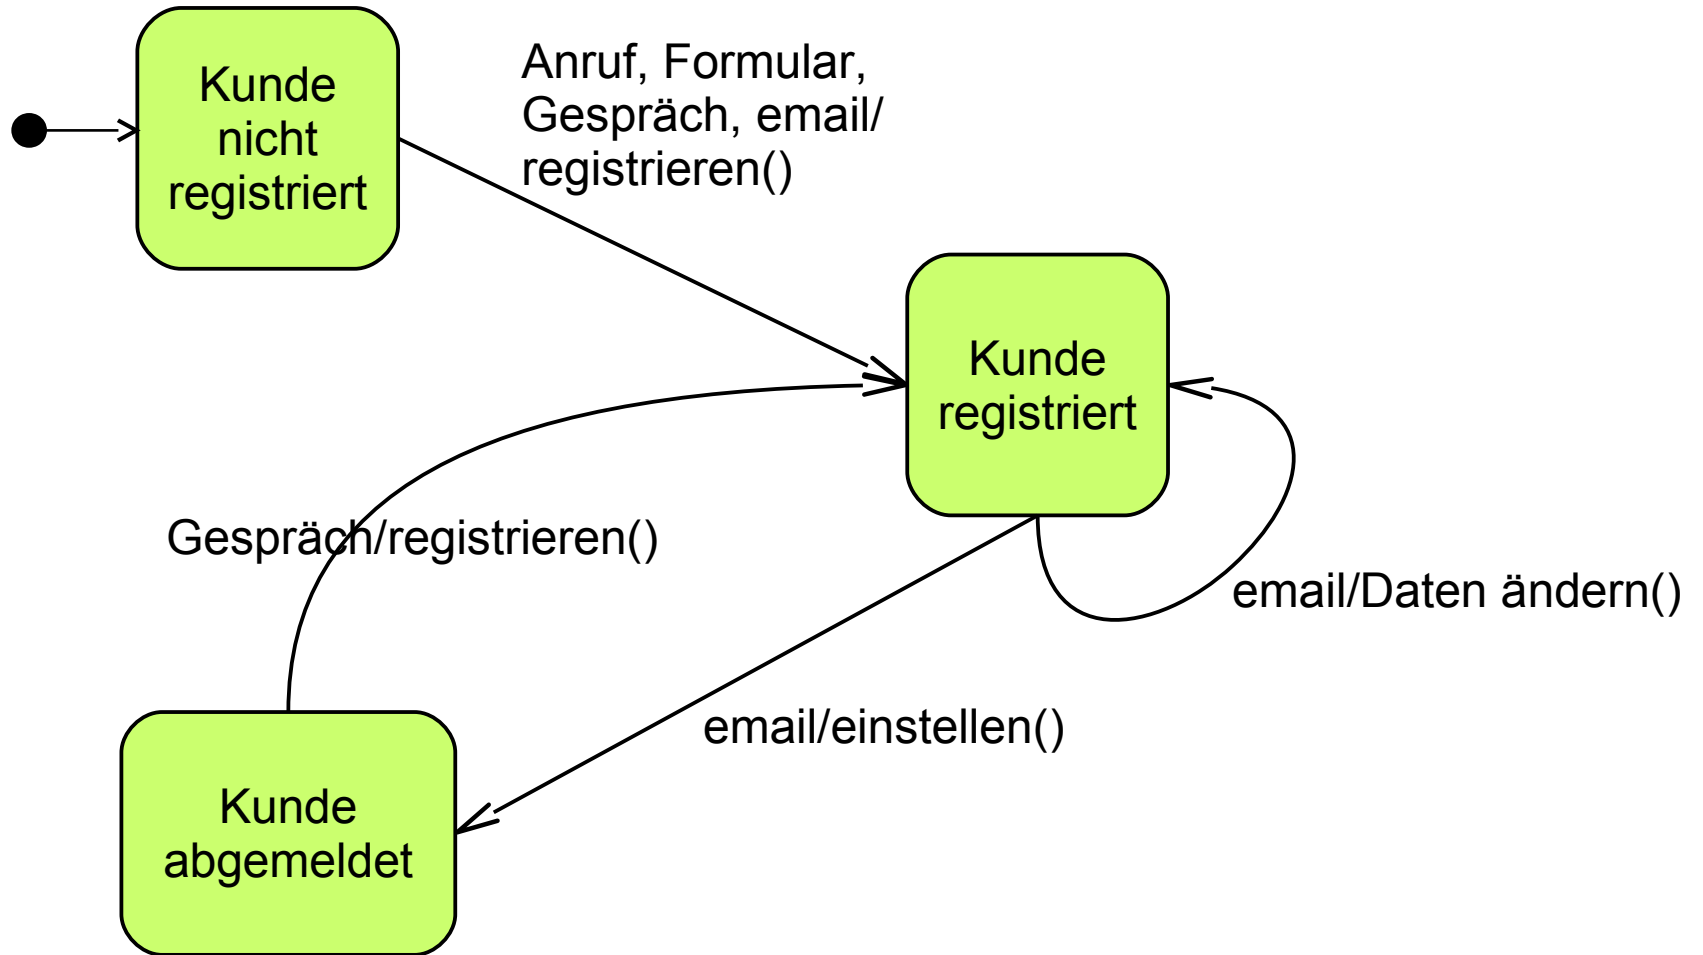 Kunde
nicht
registriert
Anruf, Formular,
Gespräch, email/
registrieren()
Kunde
registriert
Gespräch/registrieren()
email/Daten ändern()
email/einstellen()
Kunde
abgemeldet